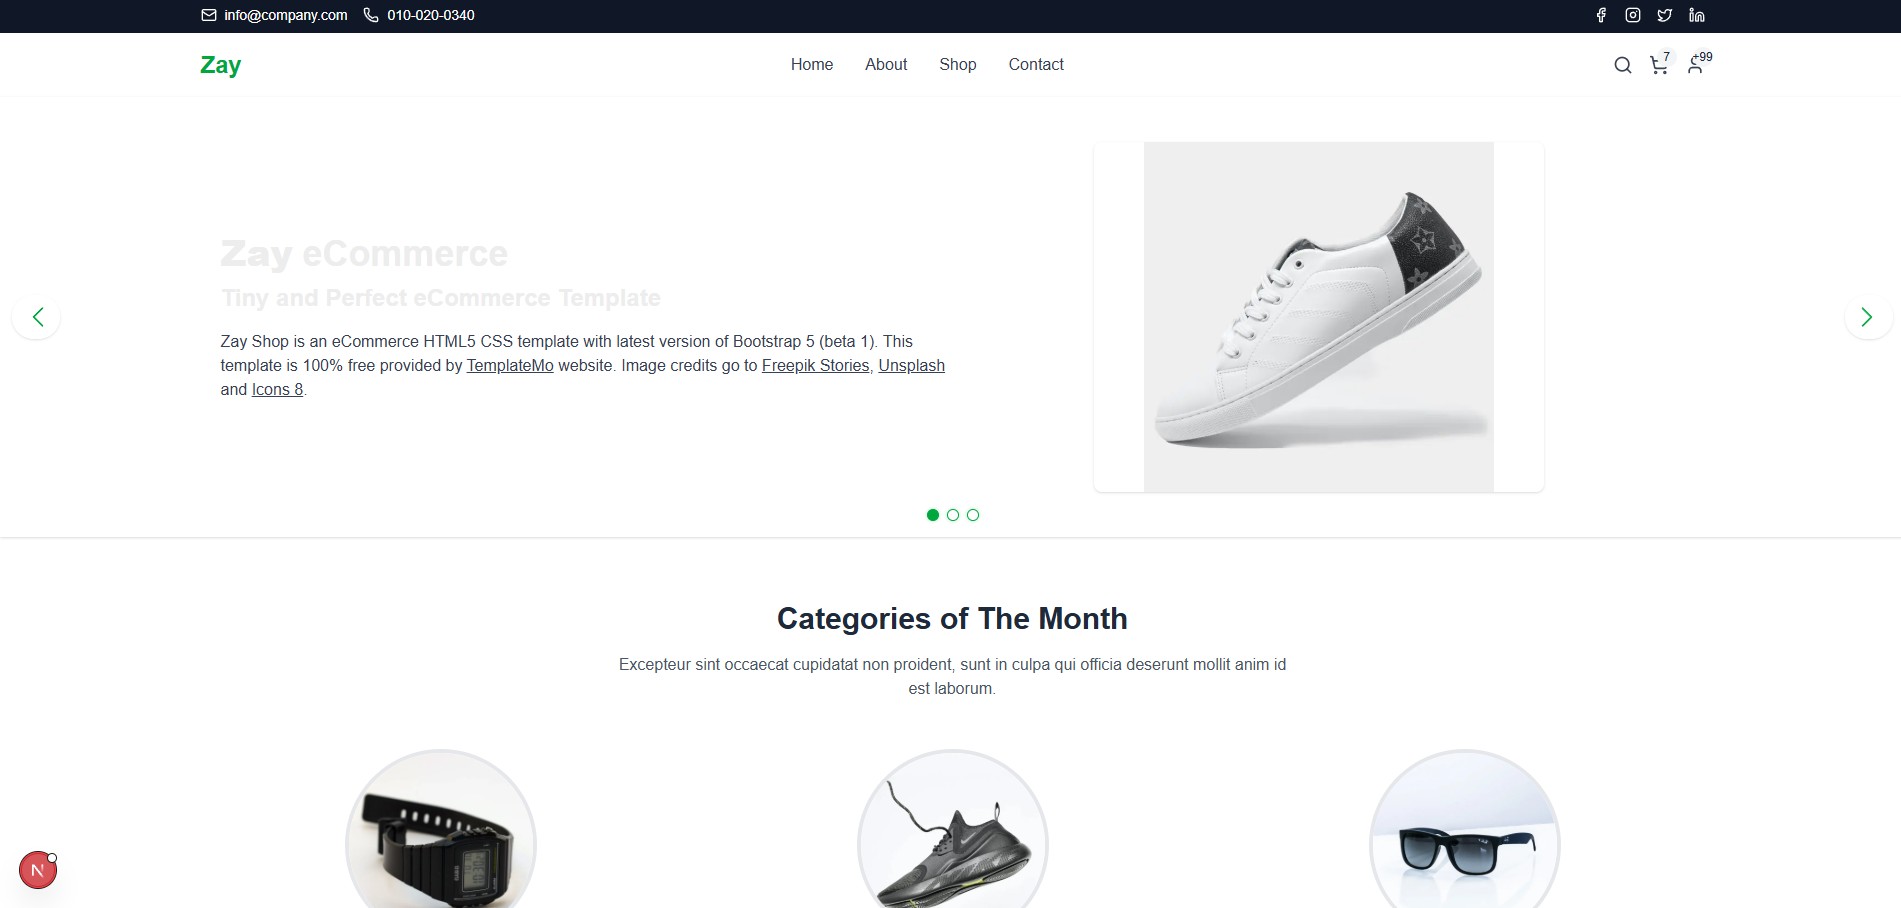 info@company.com 010-020-0340
Zay Home About Shop Contact 7 +99
Zay eCommerce
Tiny and Perfect eCommerce Template
Zay Shop is an eCommerce HTML5 CSS template with latest version of Bootstrap 5 (beta 1). This
template is 100% free provided by TemplateMo website. Image credits go to Freepik Stories, Unsplash
and Icons 8.
Categories of The Month
Excepteur sint occaecat cupidatat non proident, sunt in culpa qui officia deserunt mollit anim id
est laborum.
N